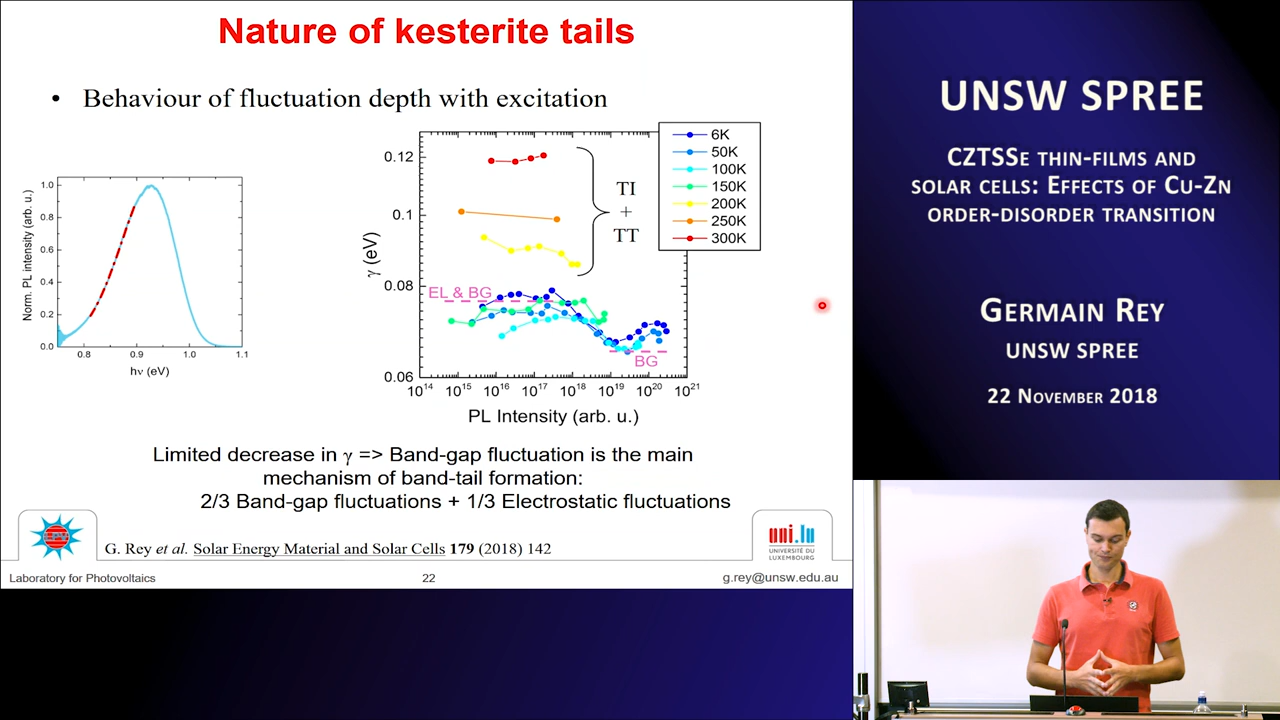 Nature of kesterite tails
• Behaviour of fluctuation depth with excitation
Norm. PL intensity (arb. u.)
1.0
0.8
0.6
0.4
0.2
0.0
0.8 0.9 1.0 1.1
hν (eV)
γ (eV)
0.12
0.1
0.08
0.06
EL & BG
BG
TI
+
TT
6K
50K
100K
150K
200K
250K
300K
10¹⁴ 10¹⁵ 10¹⁶ 10¹⁷ 10¹⁸ 10¹⁹ 10²⁰ 10²¹
PL Intensity (arb. u.)
Limited decrease in γ => Band-gap fluctuation is the main
mechanism of band-tail formation:
2/3 Band-gap fluctuations + 1/3 Electrostatic fluctuations
G. Rey et al. Solar Energy Material and Solar Cells 179 (2018) 142
uni.lu
UNIVERSITÉ DU
LUXEMBOURG
Laboratory for Photovoltaics
22
g.rey@unsw.edu.au
UNSW SPREE
CZTSSe thin-films and
solar cells: Effects of Cu-Zn
order-disorder transition
Germain Rey
UNSW SPREE
22 November 2018